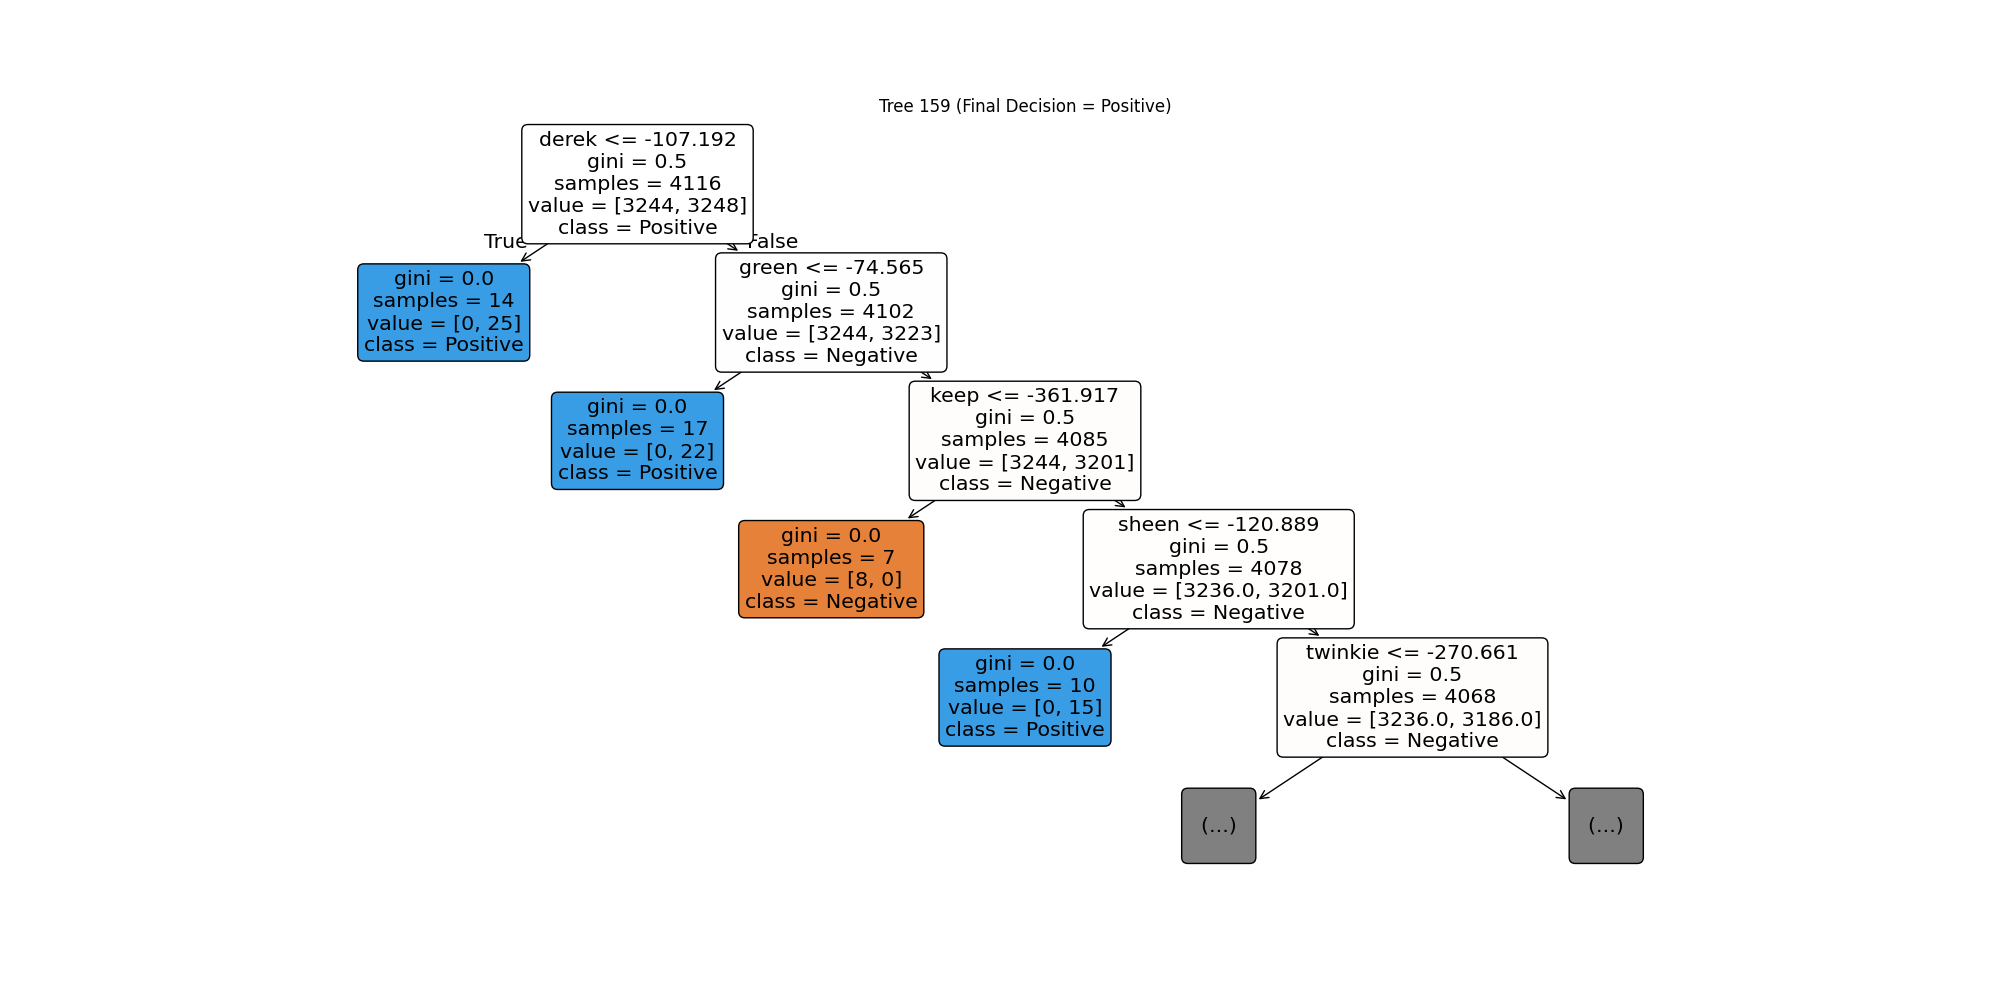 Tree 159 (Final Decision = Positive)
derek <= -107.192
gini = 0.5
samples = 4116
value = [3244, 3248]
class = Positive
True
False
gini = 0.0
samples = 14
value = [0, 25]
class = Positive
green <= -74.565
gini = 0.5
samples = 4102
value = [3244, 3223]
class = Negative
gini = 0.0
samples = 17
value = [0, 22]
class = Positive
keep <= -361.917
gini = 0.5
samples = 4085
value = [3244, 3201]
class = Negative
gini = 0.0
samples = 7
value = [8, 0]
class = Negative
sheen <= -120.889
gini = 0.5
samples = 4078
value = [3236.0, 3201.0]
class = Negative
gini = 0.0
samples = 10
value = [0, 15]
class = Positive
twinkie <= -270.661
gini = 0.5
samples = 4068
value = [3236.0, 3186.0]
class = Negative
(...)
(...)